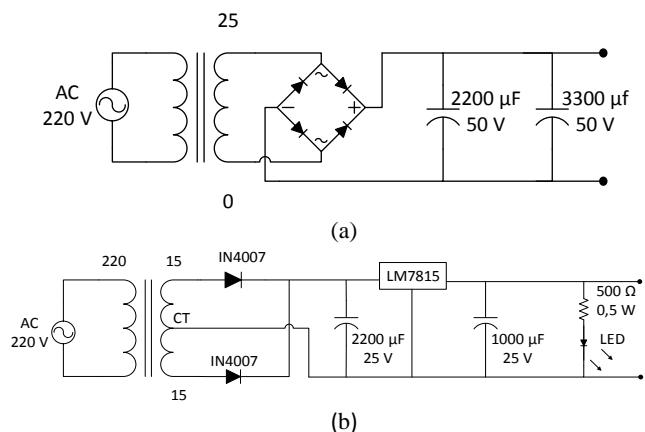 25
AC
220 V
2200 µF
50 V
3300 µf
50 V
0
(a)
220
15
IN4007
LM7815
AC
220 V
CT
2200 µF
25 V
1000 µF
25 V
500 Ω
0,5 W
LED
IN4007
15
(b)